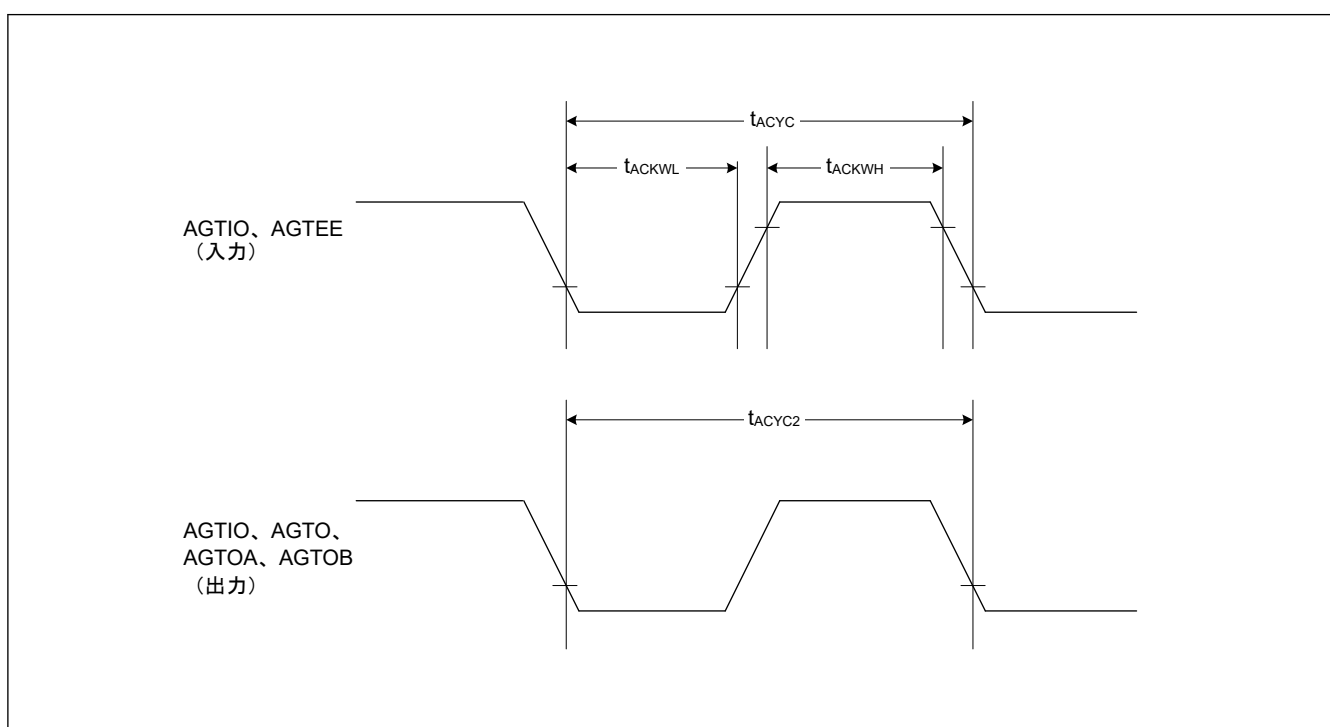 tACYC
tACKWL
tACKWH
AGTIO、AGTEE
（入力）
tACYC2
AGTIO、AGTO、
AGTOA、AGTOB
（出力）